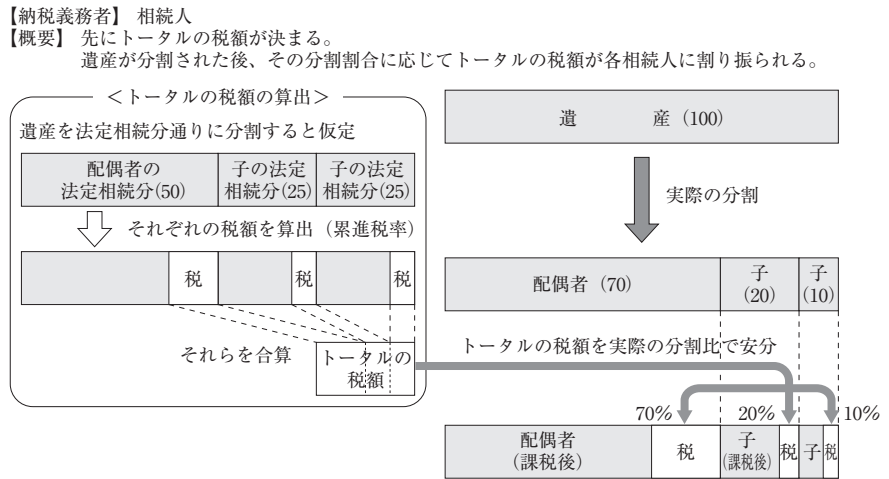 【納税義務者】 相続人
【概要】 先にトータルの税額が決まる。
遺産が分割された後、その分割割合に応じてトータルの税額が各相続人に割り振られる。
＜トータルの税額の算出＞
遺産を法定相続分通りに分割すると仮定
配偶者の
法定相続分(50)
子の法定
相続分(25)
子の法定
相続分(25)
それぞれの税額を算出（累進税率）
税
税
税
それらを合算
トータルの
税額
遺　産（100）
実際の分割
配偶者（70）
子
(20)
子
(10)
トータルの税額を実際の分割比で安分
70%
20%
10%
配偶者
(課税後)
税
子
(課税後)
税
子
税